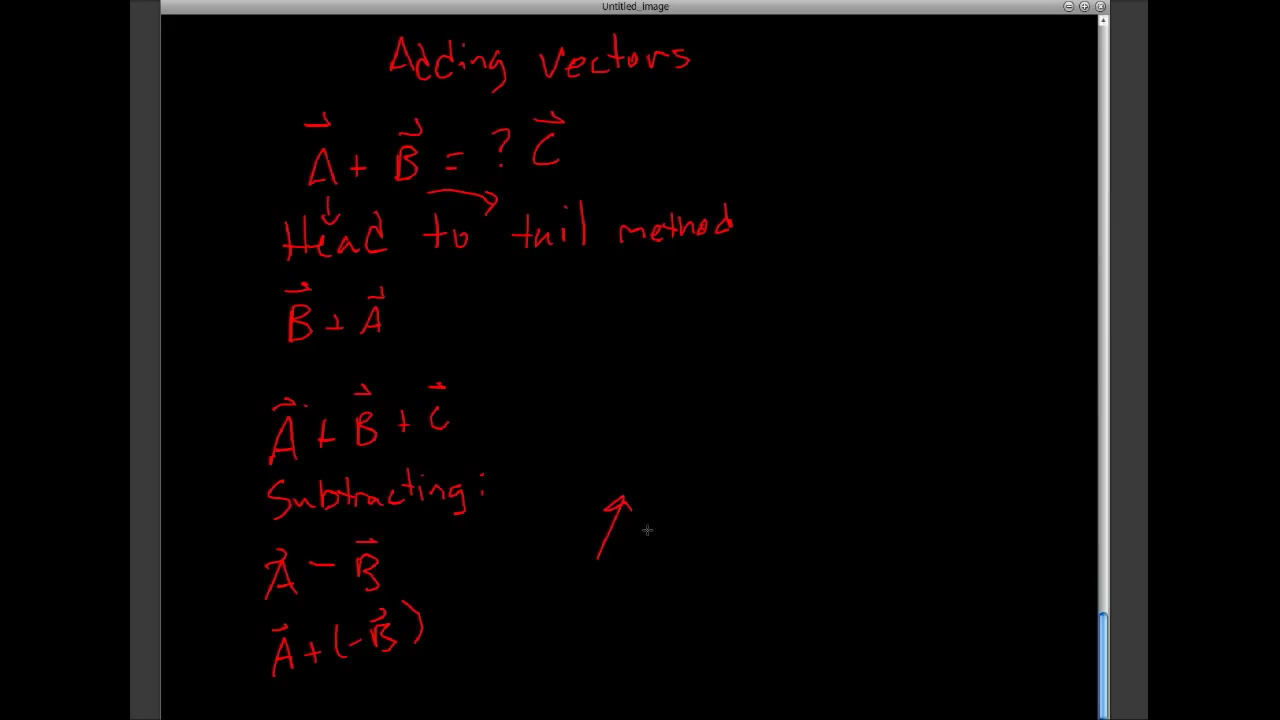 Untitled_Image
Adding vectors
A + B = ? C
Head to tail method
B + A
A + B + C
Subtracting:
A - B
A + (-B)